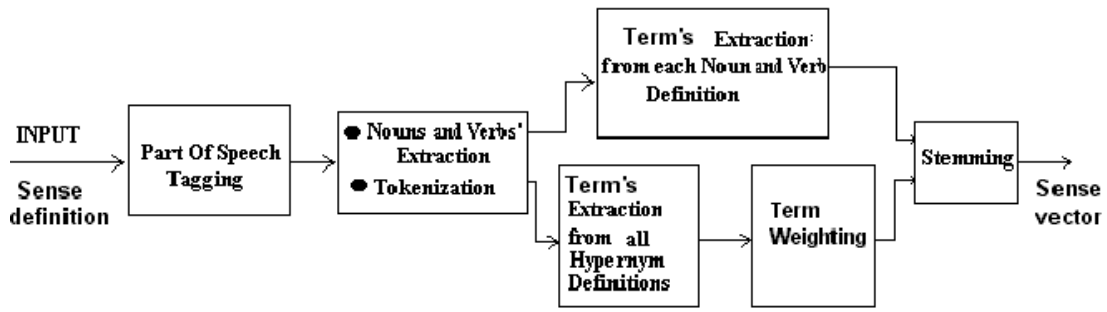 INPUT
Sense
definition
Part Of Speech
Tagging
● Nouns and Verbs'
Extraction
● Tokenization
Term's Extraction:
from each Noun and Verb
Definition
Term's
Extraction
from all
Hypernym
Definitions
Term
Weighting
Stemming
Sense
vector